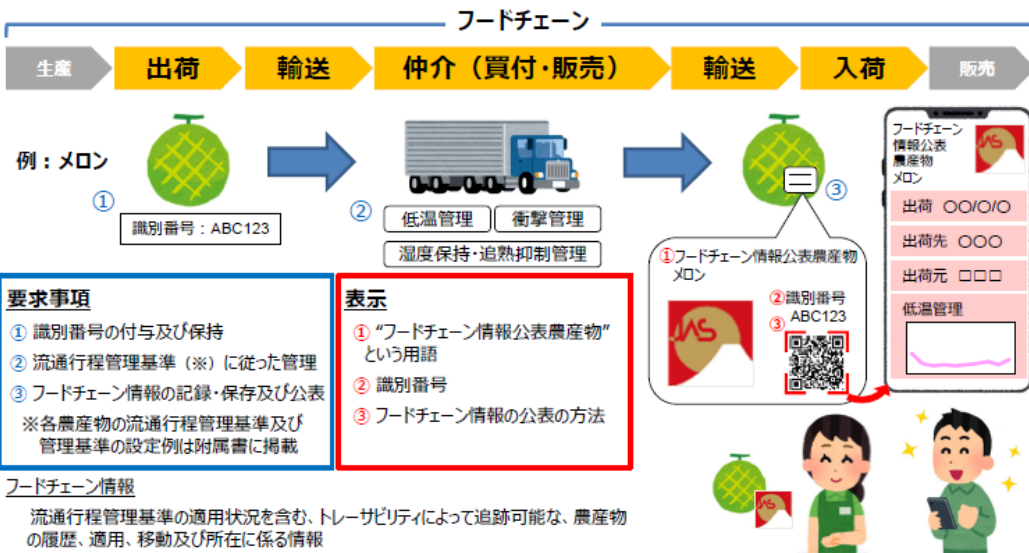 フードチェーン
生産
出荷
輸送
仲介（買付・販売）
輸送
入荷
販売
例：メロン
①
識別番号：ABC123
②
低温管理
衝撃管理
湿度保持・追熟抑制管理
③
①フードチェーン情報公表農産物
メロン
JAS
②識別番号
ABC123
③
フードチェーン
情報公表
農産物
メロン
JAS
出荷 〇〇/〇/〇
出荷先 〇〇〇
出荷元 □□□
低温管理
要求事項
① 識別番号の付与及び保持
② 流通行程管理基準（※）に従った管理
③ フードチェーン情報の記録・保存及び公表
※各農産物の流通行程管理基準及び
管理基準の設定例は附属書に掲載
表示
① “フードチェーン情報公表農産物”
という用語
② 識別番号
③ フードチェーン情報の公表の方法
フードチェーン情報
流通行程管理基準の適用状況を含む、トレーサビリティによって追跡可能な、農産物
の履歴、適用、移動及び所在に係る情報
JAS